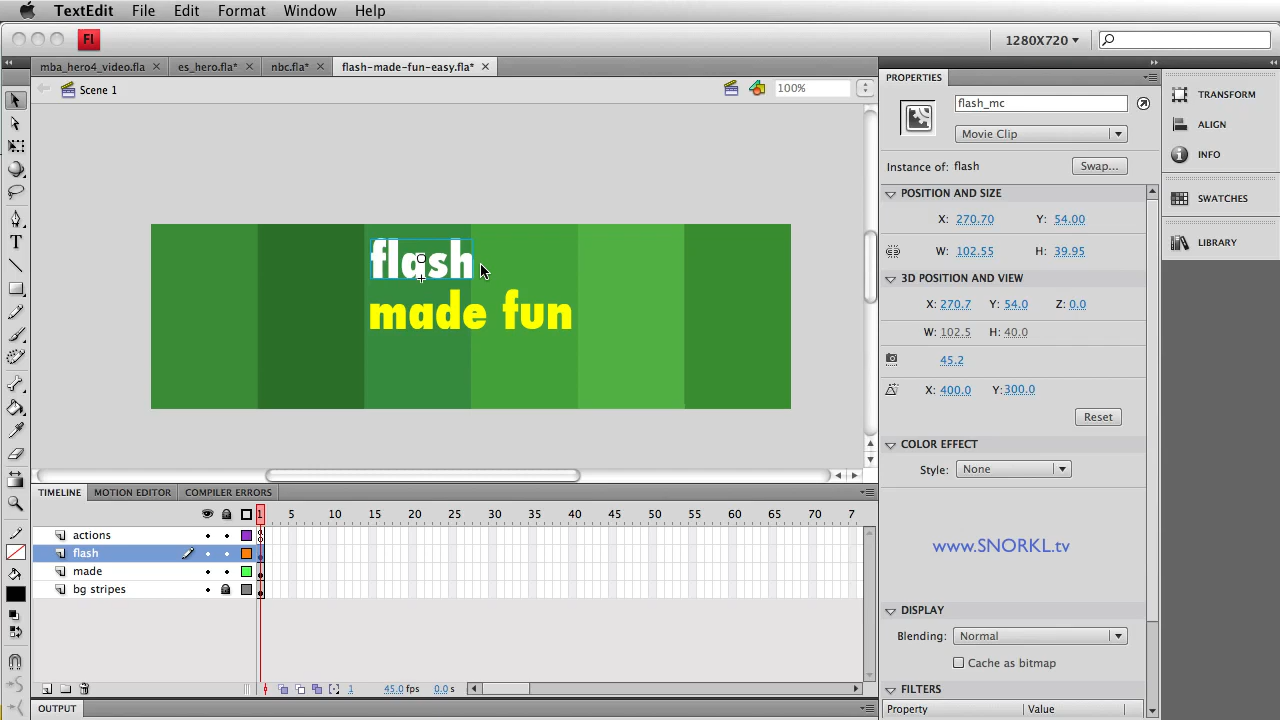 TextEdit File Edit Format Window Help
Fl 1280X720
mba_hero4_video.fla es_hero.fla* nbc.fla* flash-made-fun-easy.fla*
Scene 1 100%
flash
made fun
PROPERTIES
flash_mc
Movie Clip
Instance of: flash Swap...
POSITION AND SIZE
X: 270.70 Y: 54.00
W: 102.55 H: 39.95
3D POSITION AND VIEW
X: 270.7 Y: 54.0 Z: 0.0
W: 102.5 H: 40.0
45.2
X: 400.0 Y: 300.0
Reset
COLOR EFFECT
Style: None
www.SNORKL.tv
DISPLAY
Blending: Normal
Cache as bitmap
FILTERS
Property Value
TRANSFORM
ALIGN
INFO
SWATCHES
LIBRARY
TIMELINE MOTION EDITOR COMPILER ERRORS
1 5 10 15 20 25 30 35 40 45 50 55 60 65 70 7
actions
flash
made
bg stripes
1 45.0 fps 0.0 s
OUTPUT